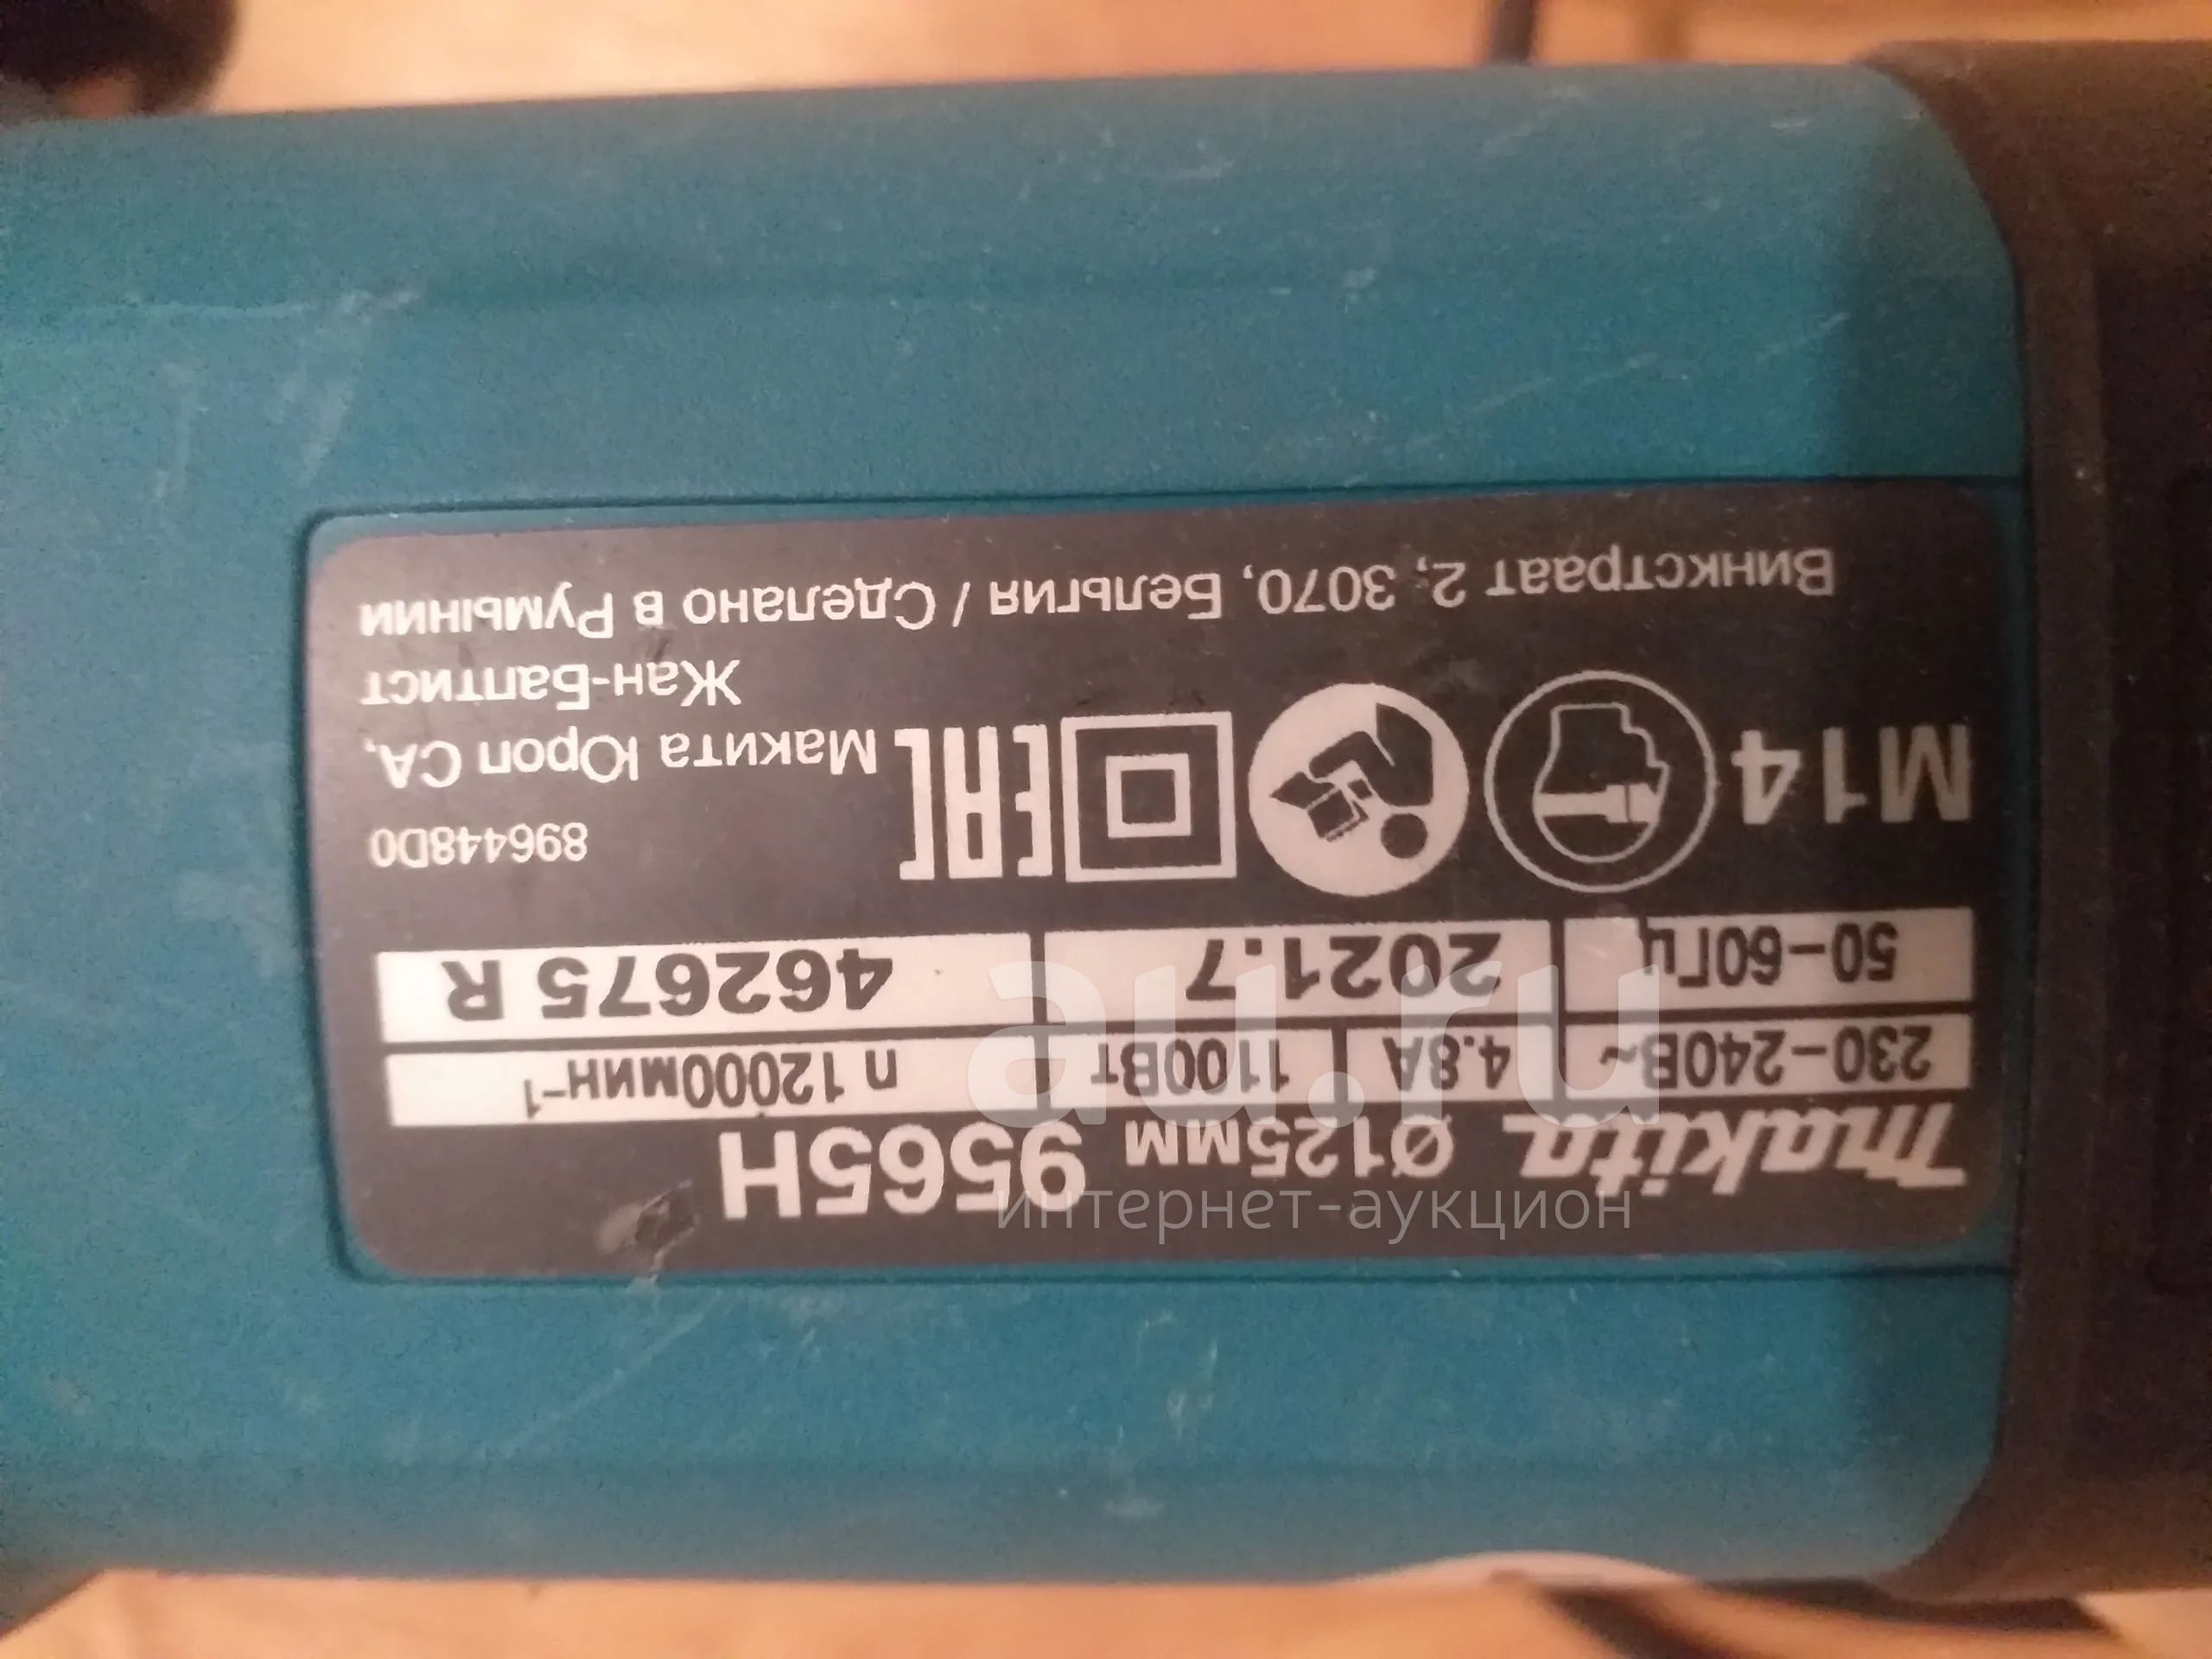 makita Ø125мм 9565H
230-240В~ 4.8А 1100Вт n 12000мин-1
50-60Гц 2021.7 462675 R
M14 EAC 896448D0
Макита Юроп СА,
Жан-Баптист
Винкстраат 2, 3070, Бельгия / Сделано в Румынии
au.ru
интернет-аукцион